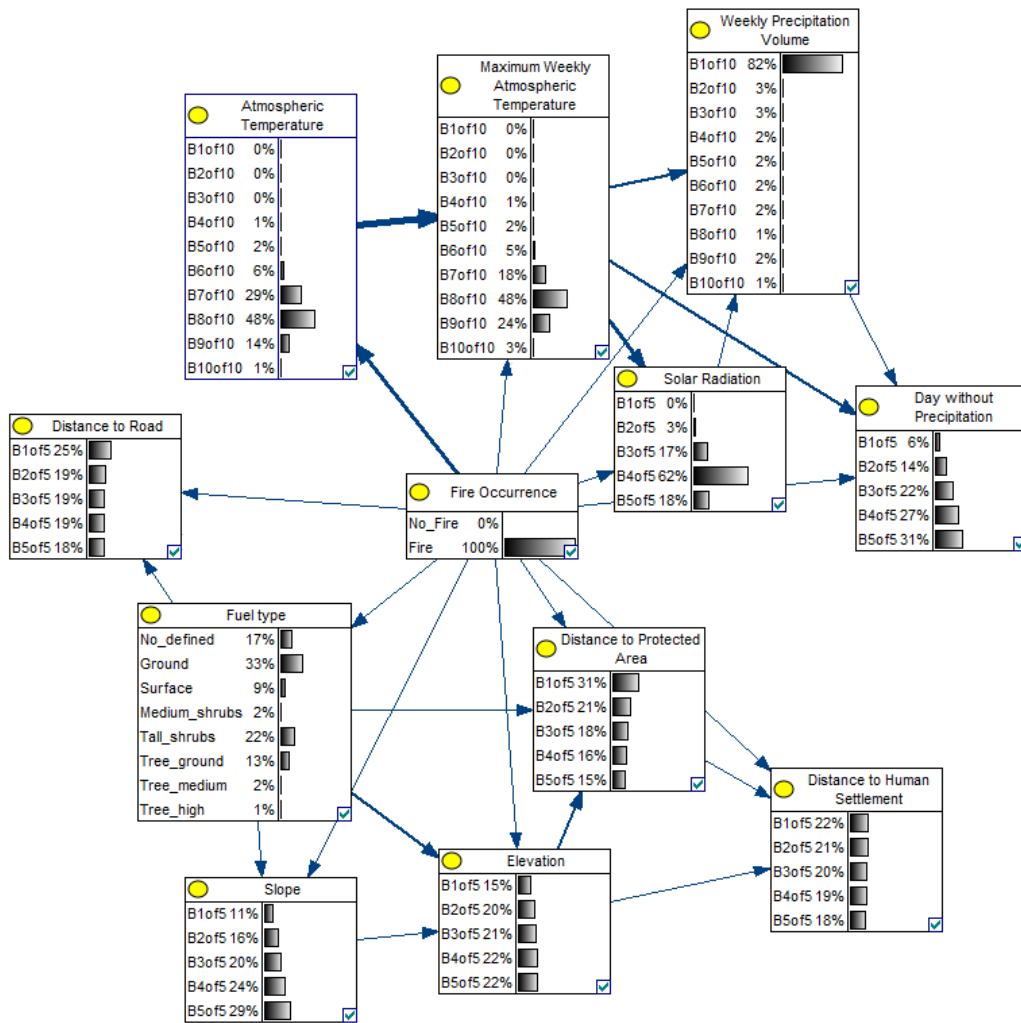 Weekly Precipitation
Volume
B1of10 82%
B2of10 3%
B3of10 3%
B4of10 2%
B5of10 2%
B6of10 2%
B7of10 2%
B8of10 1%
B9of10 2%
B10of10 1%
Maximum Weekly
Atmospheric
Temperature
B1of10 0%
B2of10 0%
B3of10 0%
B4of10 1%
B5of10 2%
B6of10 5%
B7of10 18%
B8of10 48%
B9of10 24%
B10of10 3%
Atmospheric
Temperature
B1of10 0%
B2of10 0%
B3of10 0%
B4of10 1%
B5of10 2%
B6of10 6%
B7of10 29%
B8of10 48%
B9of10 14%
B10of10 1%
Solar Radiation
B1of5 0%
B2of5 3%
B3of5 17%
B4of5 62%
B5of5 18%
Day without
Precipitation
B1of5 6%
B2of5 14%
B3of5 22%
B4of5 27%
B5of5 31%
Distance to Road
B1of5 25%
B2of5 19%
B3of5 19%
B4of5 19%
B5of5 18%
Fire Occurrence
No_Fire 0%
Fire 100%
Fuel type
No_defined 17%
Ground 33%
Surface 9%
Medium_shrubs 2%
Tall_shrubs 22%
Tree_ground 13%
Tree_medium 2%
Tree_high 1%
Distance to Protected
Area
B1of5 31%
B2of5 21%
B3of5 18%
B4of5 16%
B5of5 15%
Distance to Human
Settlement
B1of5 22%
B2of5 21%
B3of5 20%
B4of5 19%
B5of5 18%
Elevation
B1of5 15%
B2of5 20%
B3of5 21%
B4of5 22%
B5of5 22%
Slope
B1of5 11%
B2of5 16%
B3of5 20%
B4of5 24%
B5of5 29%